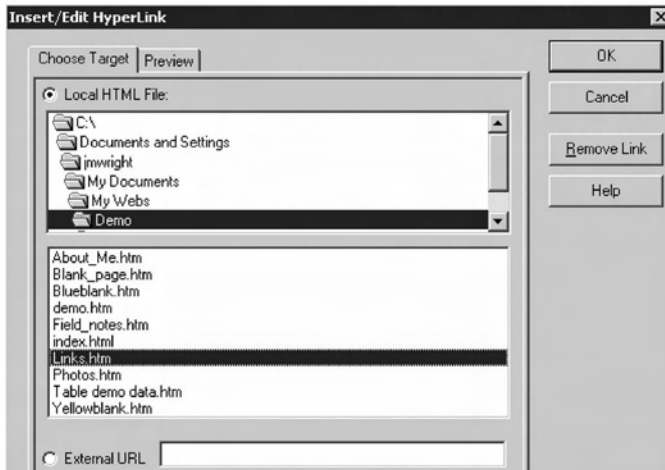 Insert/Edit HyperLink
Choose Target
Preview
Local HTML File:
C:\
Documents and Settings
jmwright
My Documents
My Webs
Demo
About_Me.htm
Blank_page.htm
Blueblank.htm
demo.htm
Field_notes.htm
index.html
Links.htm
Photos.htm
Table demo data.htm
Yellowblank.htm
External URL
OK
Cancel
Remove Link
Help